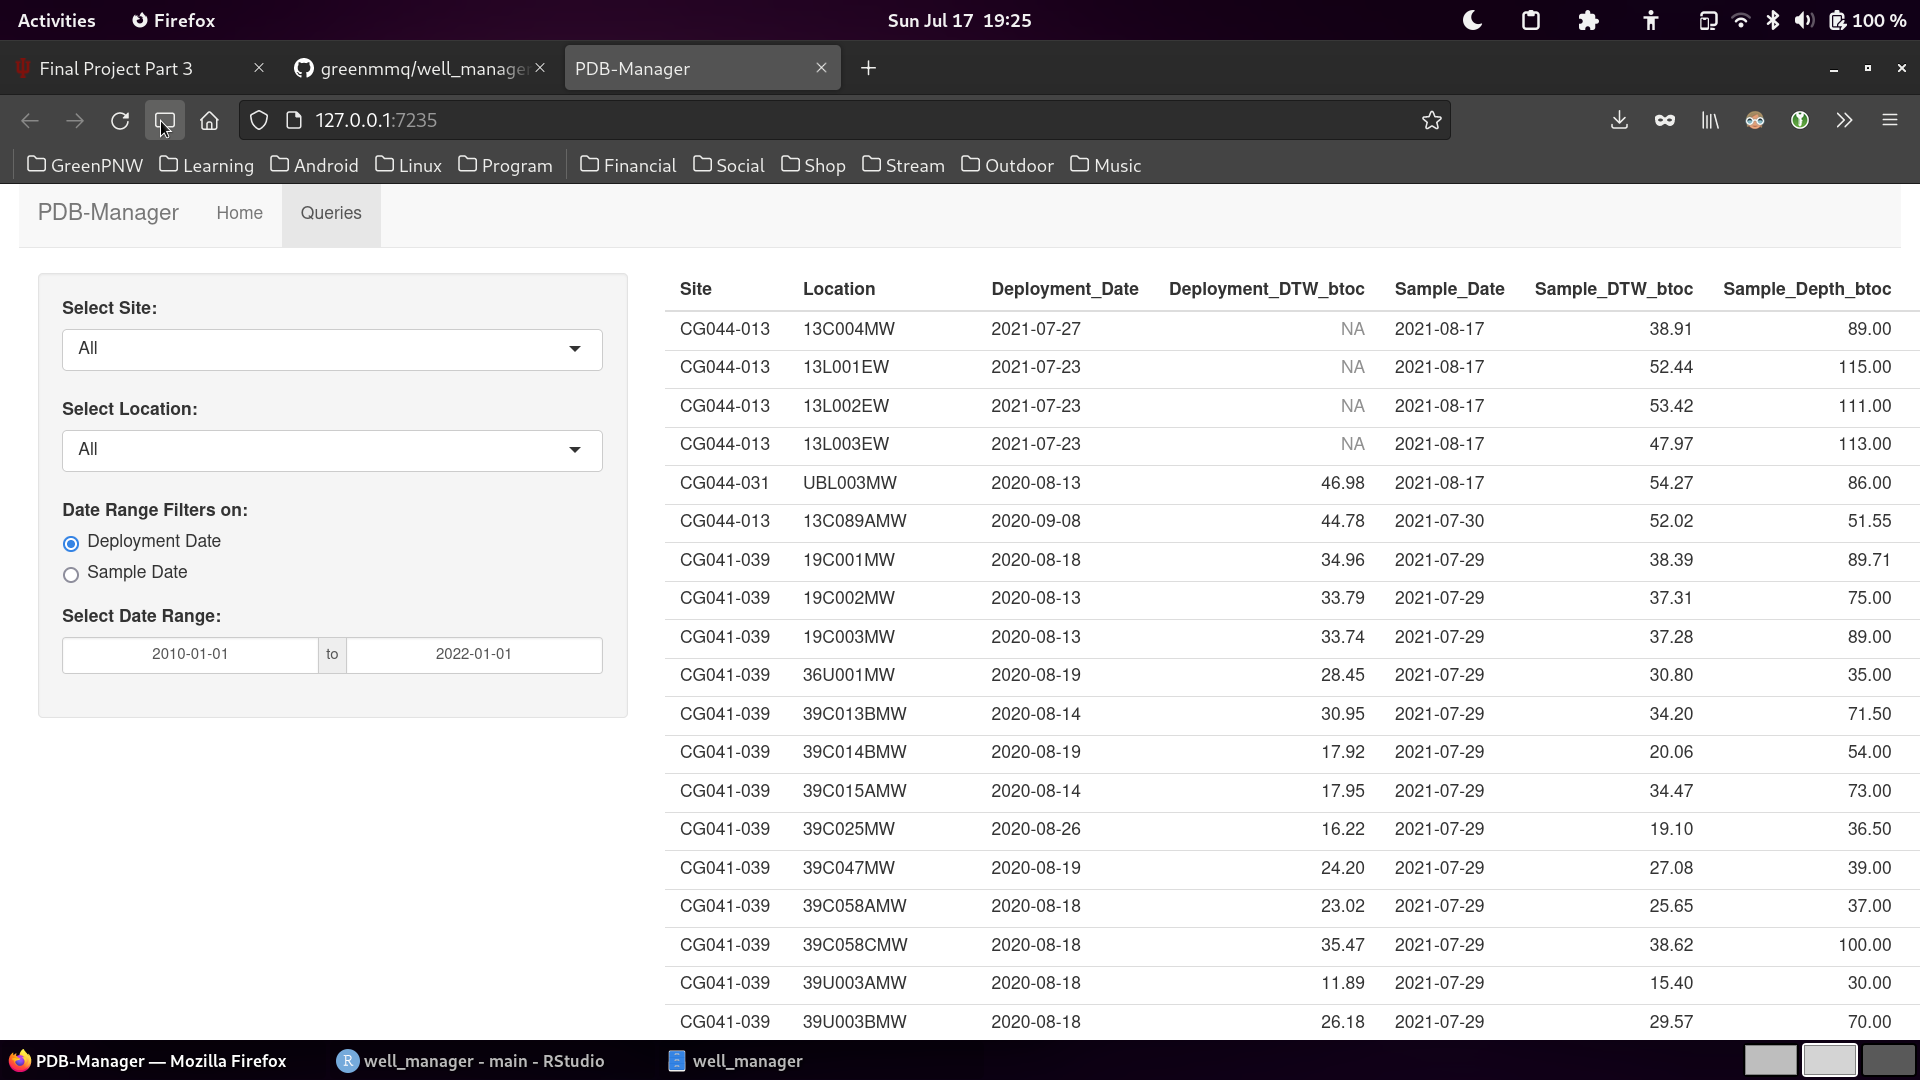 Activities Firefox Sun Jul 17 19:25 100 %
Final Project Part 3 greenmmq/well_manage PDB-Manager
127.0.0.1:7235
GreenPNW Learning Android Linux Program Financial Social Shop Stream Outdoor Music
PDB-Manager Home Queries
Select Site:
All
Select Location:
All
Date Range Filters on:
Deployment Date
Sample Date
Select Date Range:
2010-01-01 to 2022-01-01
Site Location Deployment_Date Deployment_DTW_btoc Sample_Date Sample_DTW_btoc Sample_Depth_btoc
CG044-013 13C004MW 2021-07-27 NA 2021-08-17 38.91 89.00
CG044-013 13L001EW 2021-07-23 NA 2021-08-17 52.44 115.00
CG044-013 13L002EW 2021-07-23 NA 2021-08-17 53.42 111.00
CG044-013 13L003EW 2021-07-23 NA 2021-08-17 47.97 113.00
CG044-031 UBL003MW 2020-08-13 46.98 2021-08-17 54.27 86.00
CG044-013 13C089AMW 2020-09-08 44.78 2021-07-30 52.02 51.55
CG041-039 19C001MW 2020-08-18 34.96 2021-07-29 38.39 89.71
CG041-039 19C002MW 2020-08-13 33.79 2021-07-29 37.31 75.00
CG041-039 19C003MW 2020-08-13 33.74 2021-07-29 37.28 89.00
CG041-039 36U001MW 2020-08-19 28.45 2021-07-29 30.80 35.00
CG041-039 39C013BMW 2020-08-14 30.95 2021-07-29 34.20 71.50
CG041-039 39C014BMW 2020-08-19 17.92 2021-07-29 20.06 54.00
CG041-039 39C015AMW 2020-08-14 17.95 2021-07-29 34.47 73.00
CG041-039 39C025MW 2020-08-26 16.22 2021-07-29 19.10 36.50
CG041-039 39C047MW 2020-08-19 24.20 2021-07-29 27.08 39.00
CG041-039 39C058AMW 2020-08-18 23.02 2021-07-29 25.65 37.00
CG041-039 39C058CMW 2020-08-18 35.47 2021-07-29 38.62 100.00
CG041-039 39U003AMW 2020-08-18 11.89 2021-07-29 15.40 30.00
CG041-039 39U003BMW 2020-08-18 26.18 2021-07-29 29.57 70.00
PDB-Manager — Mozilla Firefox R well_manager - main - RStudio well_manager